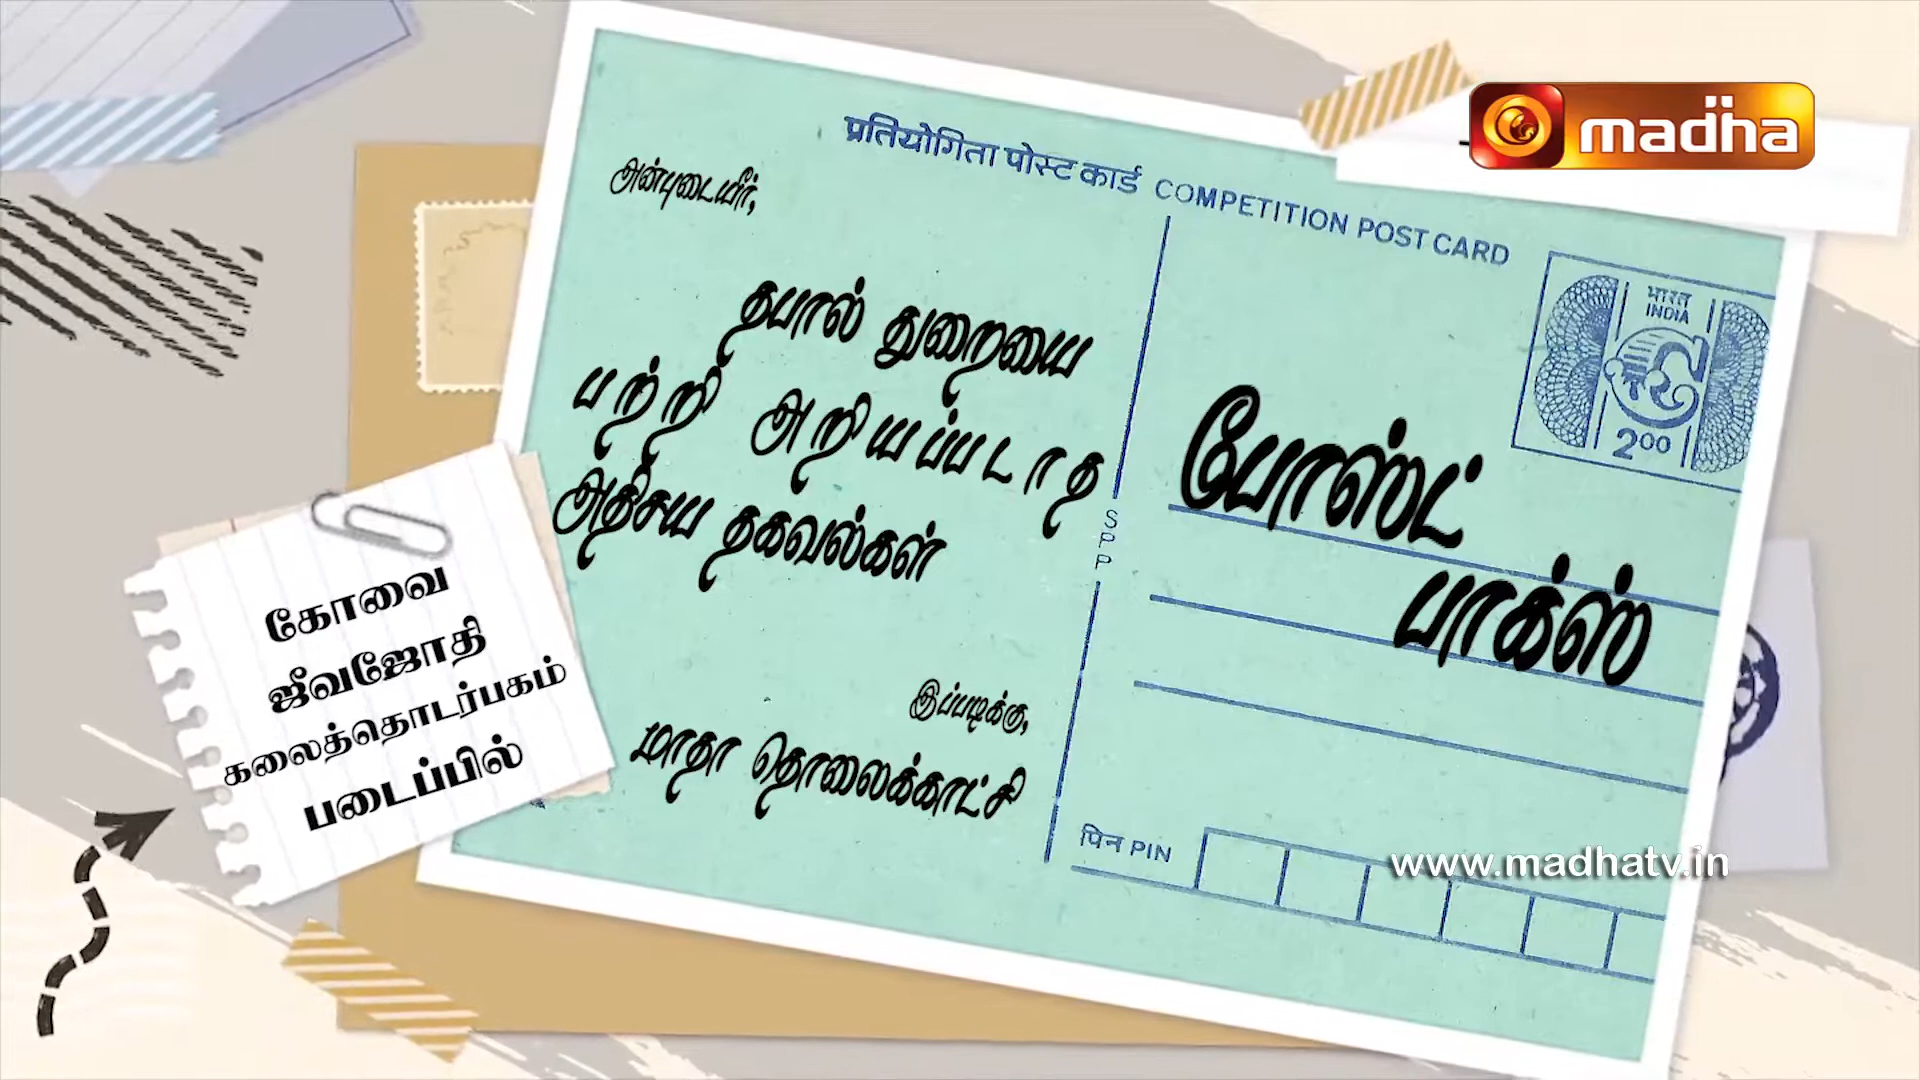 madha
प्रतियोगिता पोस्ट कार्ड COMPETITION POST CARD
அன்புடையீர்,
தபால் துறையை
பற்றி அறியப்படாத
அதிசய தகவல்கள்
இப்படிக்கு,
மாதா தொலைக்காட்சி
SPP
भारत
INDIA
2.00
போஸ்ட்
பாக்ஸ்
पिन PIN
கோவை
ஜீவஜோதி
கலைத்தொடர்பகம்
படைப்பில்
www.madhatv.in